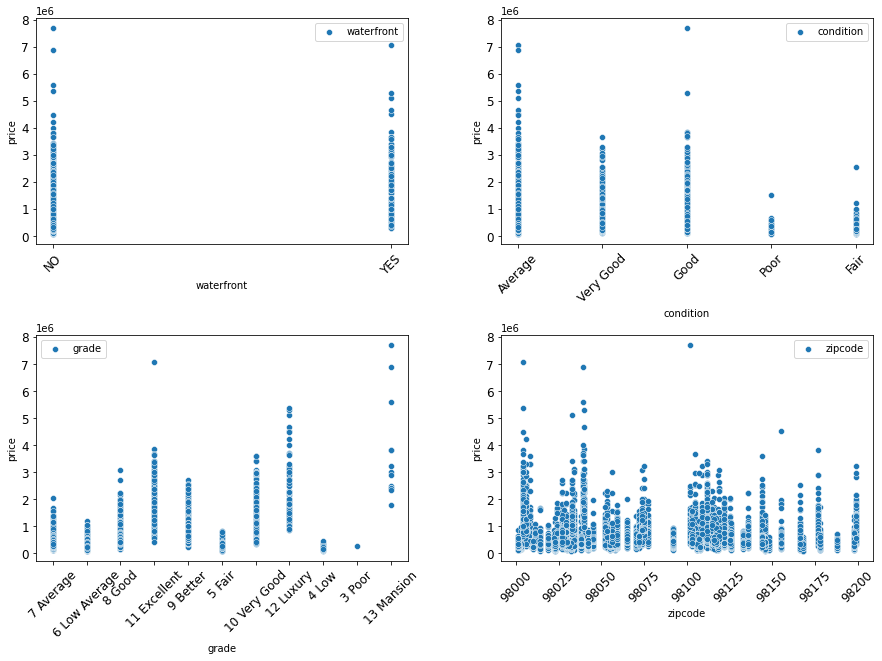 1e6
8
7
6
5
4
3
2
1
0
price
waterfront
NO
YES
waterfront
1e6
8
7
6
5
4
3
2
1
0
price
condition
Average
Very Good
Good
Poor
Fair
condition
1e6
8
7
6
5
4
3
2
1
0
price
grade
7 Average
6 Low Average
8 Good
11 Excellent
9 Better
5 Fair
10 Very Good
12 Luxury
4 Low
3 Poor
13 Mansion
grade
1e6
8
7
6
5
4
3
2
1
0
price
zipcode
98000
98025
98050
98075
98100
98125
98150
98175
98200
zipcode